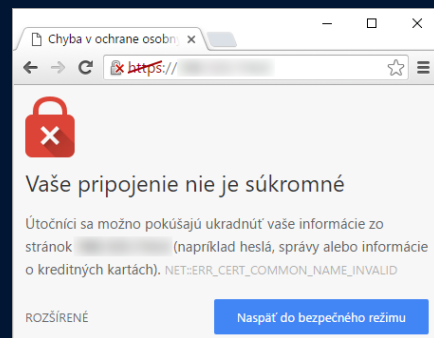 Chyba v ochrane osobn
https://
Vaše pripojenie nie je súkromné
Útočníci sa možno pokúšajú ukradnúť vaše informácie zo
stránok (napríklad heslá, správy alebo informácie
o kreditných kartách). NET::ERR_CERT_COMMON_NAME_INVALID
ROZŠÍRENÉ
Naspäť do bezpečného režimu